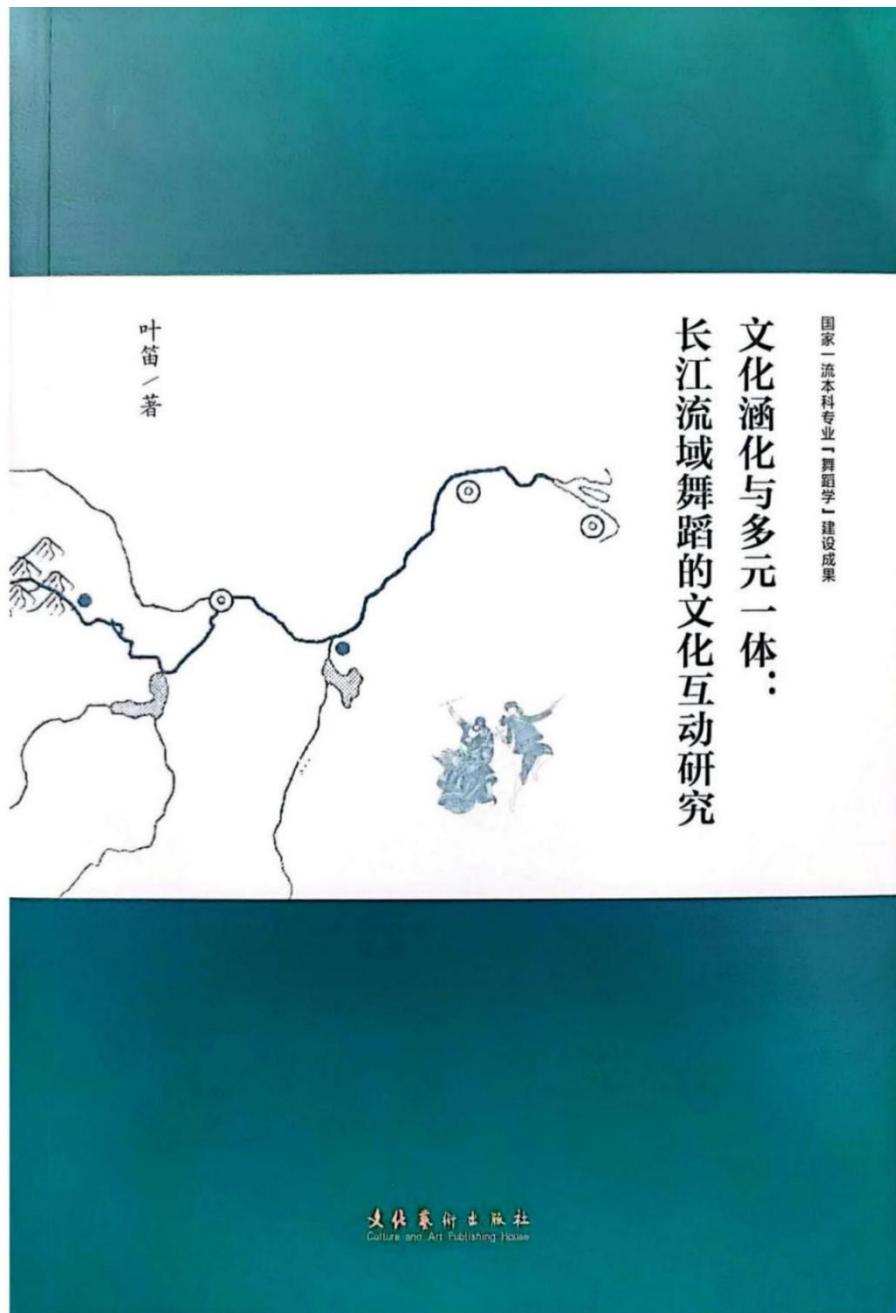 国家一流本科专业「舞蹈学」建设成果
文化涵化与多元一体：
长江流域舞蹈的文化互动研究
叶笛／著
文化藝術出版社
Culture and Art Publishing House